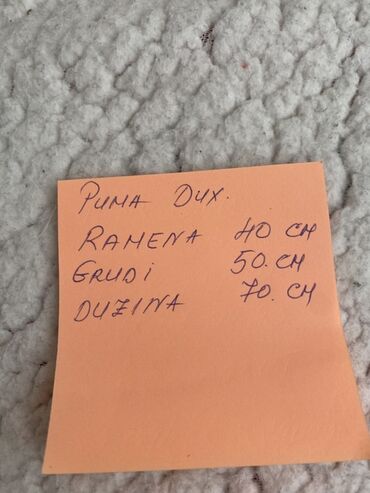 PUMA DUX.
RAMENA 40 CM
GRUDI 50. CM
DUZINA 70. CM